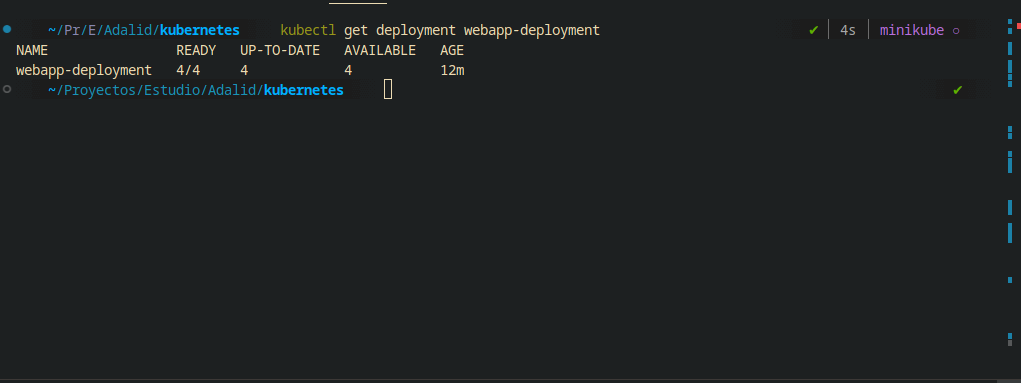 ~/Pr/E/Adalid/kubernetes kubectl get deployment webapp-deployment ✔ 4s minikube ○
NAME READY UP-TO-DATE AVAILABLE AGE
webapp-deployment 4/4 4 4 12m
~/Proyectos/Estudio/Adalid/kubernetes ✔